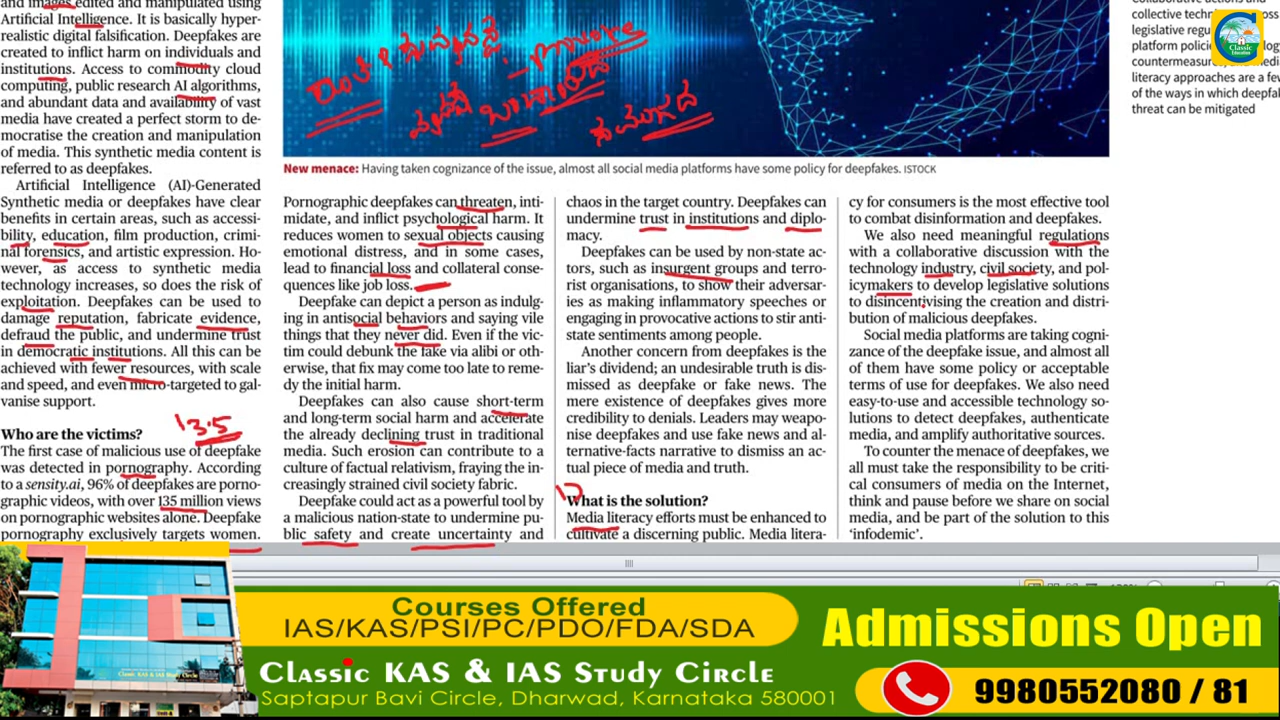 and images edited and manipulated using
Artificial Intelligence. It is basically hyper-
realistic digital falsification. Deepfakes are
created to inflict harm on individuals and
institutions. Access to commodity cloud
computing, public research AI algorithms,
and abundant data and availability of vast
media have created a perfect storm to de-
mocratise the creation and manipulation
of media. This synthetic media content is
referred to as deepfakes.
Artificial Intelligence (AI)-Generated
Synthetic media or deepfakes have clear
benefits in certain areas, such as accessi-
bility, education, film production, crimi-
nal forensics, and artistic expression. Ho-
wever, as access to synthetic media
technology increases, so does the risk of
exploitation. Deepfakes can be used to
damage reputation, fabricate evidence,
defraud the public, and undermine trust
in democratic institutions. All this can be
achieved with fewer resources, with scale
and speed, and even micro-targeted to gal-
vanise support.
13.5
Who are the victims?
The first case of malicious use of deepfake
was detected in pornography. According
to a sensity.ai, 96% of deepfakes are porno-
graphic videos, with over 135 million views
on pornographic websites alone. Deepfake
pornography exclusively targets women.
New menace: Having taken cognizance of the issue, almost all social media platforms have some policy for deepfakes. ISTOCK
Pornographic deepfakes can threaten, inti-
midate, and inflict psychological harm. It
reduces women to sexual objects causing
emotional distress, and in some cases,
lead to financial loss and collateral conse-
quences like job loss.
Deepfake can depict a person as indulg-
ing in antisocial behaviors and saying vile
things that they never did. Even if the vic-
tim could debunk the fake via alibi or oth-
erwise, that fix may come too late to reme-
dy the initial harm.
Deepfakes can also cause short-term
and long-term social harm and accelerate
the already declining trust in traditional
media. Such erosion can contribute to a
culture of factual relativism, fraying the in-
creasingly strained civil society fabric.
Deepfake could act as a powerful tool by
a malicious nation-state to undermine pu-
blic safety and create uncertainty and
chaos in the target country. Deepfakes can
undermine trust in institutions and diplo-
macy.
Deepfakes can be used by non-state ac-
tors, such as insurgent groups and terro-
rist organisations, to show their adversar-
ies as making inflammatory speeches or
engaging in provocative actions to stir anti-
state sentiments among people.
Another concern from deepfakes is the
liar's dividend; an undesirable truth is dis-
missed as deepfake or fake news. The
mere existence of deepfakes gives more
credibility to denials. Leaders may weapo-
nise deepfakes and use fake news and al-
ternative-facts narrative to dismiss an ac-
tual piece of media and truth.
What is the solution?
Media literacy efforts must be enhanced to
cultivate a discerning public. Media litera-
cy for consumers is the most effective tool
to combat disinformation and deepfakes.
We also need meaningful regulations
with a collaborative discussion with the
technology industry, civil society, and pol-
icymakers to develop legislative solutions
to disincentivising the creation and distri-
bution of malicious deepfakes.
Social media platforms are taking cogni-
zance of the deepfake issue, and almost all
of them have some policy or acceptable
terms of use for deepfakes. We also need
easy-to-use and accessible technology so-
lutions to detect deepfakes, authenticate
media, and amplify authoritative sources.
To counter the menace of deepfakes, we
all must take the responsibility to be criti-
cal consumers of media on the Internet,
think and pause before we share on social
media, and be part of the solution to this
'infodemic'.
collective
legislative
platform
literacy approaches are a few
of the ways in which deepfal
threat can be mitigated
Classic
Education
Courses Offered
IAS/KAS/PSI/PC/PDO/FDA/SDA
Classic KAS & IAS Study Circle
Saptapur Bavi Circle, Dharwad, Karnataka 580001
Admissions Open
9980552080 / 81